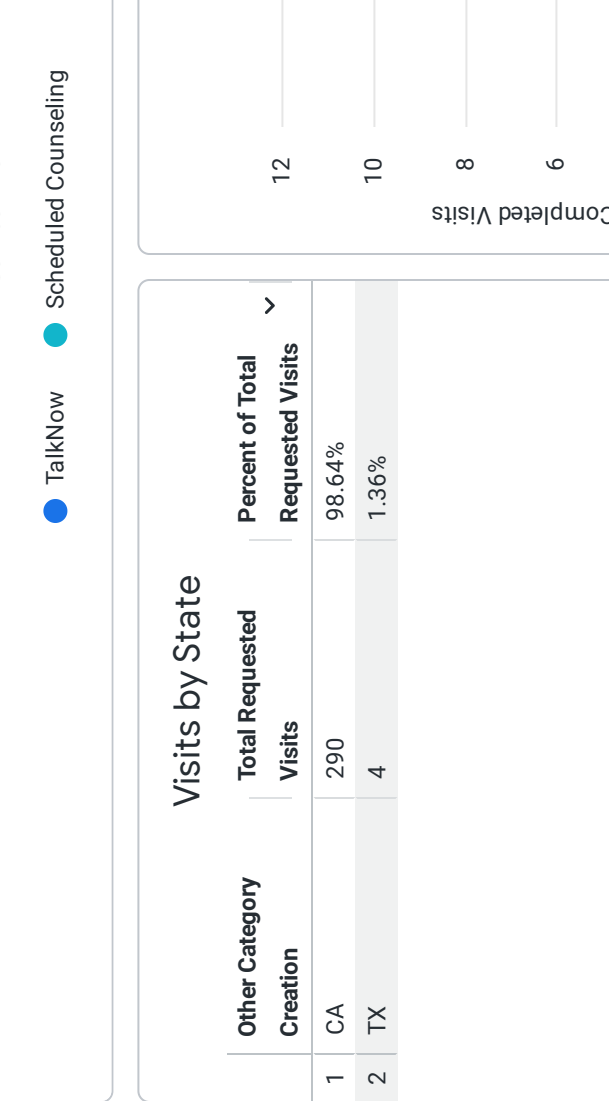 TalkNow
Scheduled Counseling
Visits by State
Other Category Creation
Total Requested Visits
Percent of Total Requested Visits
1 CA 290 98.64%
2 TX 4 1.36%
Completed Visits
12
10
8
6